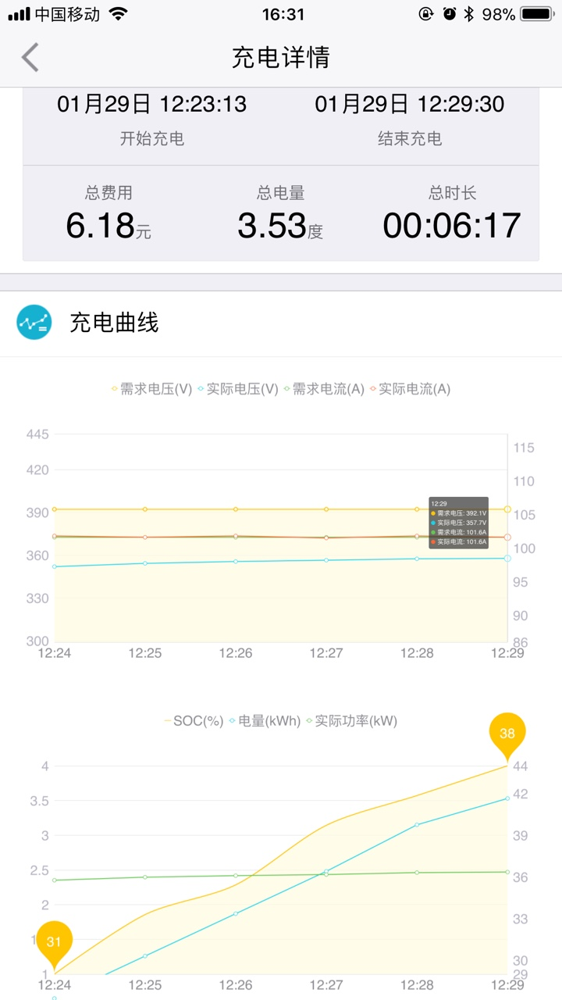 中国移动 16:31 98%
充电详情
01月29日 12:23:13 01月29日 12:29:30
开始充电 结束充电
总费用 总电量 总时长
6.18元 3.53度 00:06:17
充电曲线
需求电压(V) 实际电压(V) 需求电流(A) 实际电流(A)
445
115
420
110
12:29
390
需求电压: 392.1V
105
实际电压: 357.7V
需求电流: 101.6A
实际电流: 101.6A
360
100
95
330
90
300
86
12:24 12:25 12:26 12:27 12:28 12:29
SOC(%) 电量(kWh) 实际功率(kW)
38
4 44
3.5 42
3 39
2.5 36
2 33
31
30
1 29
12:24 12:25 12:26 12:27 12:28 12:29